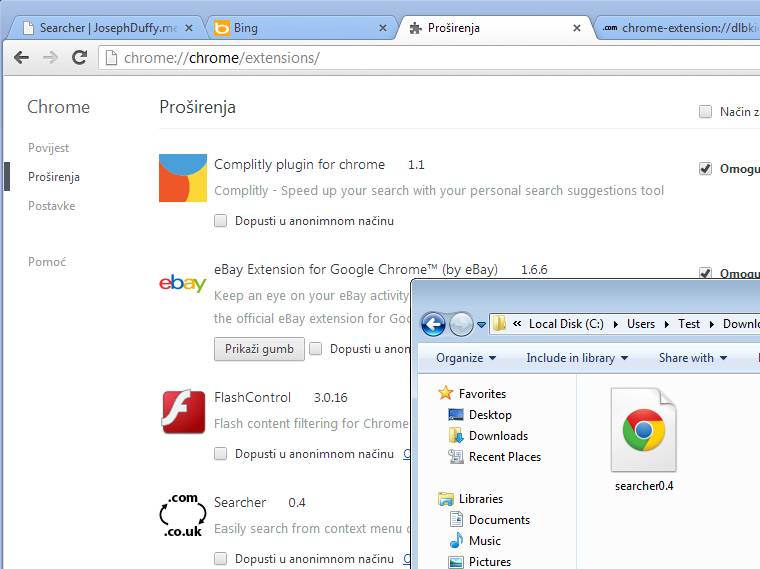 Searcher | JosephDuffy.me
Bing
Proširenja
.com chrome-extension://dlbki
chrome://chrome/extensions/
Chrome
Povijest
Proširenja
Postavke
Pomoć
Proširenja
Način za
Complitly plugin for chrome 1.1
Omogu
Complitly - Speed up your search with your personal search suggestions tool
Dopusti u anonimnom načinu
ebay
eBay Extension for Google Chrome™ (by eBay) 1.6.6
Omogu
Keep an eye on your eBay activity
the official eBay extension for Goo
Prikaži gumb
Dopusti u anon
FlashControl 3.0.16
Flash content filtering for Chrome
Dopusti u anonimnom načinu
.com
.co.uk
Searcher 0.4
Easily search from context menu
Dopusti u anonimnom načinu
« Local Disk (C:) Users Test Downlo
Organize
Include in library
Share with
Favorites
Desktop
Downloads
Recent Places
Libraries
Documents
Music
Pictures
searcher0.4